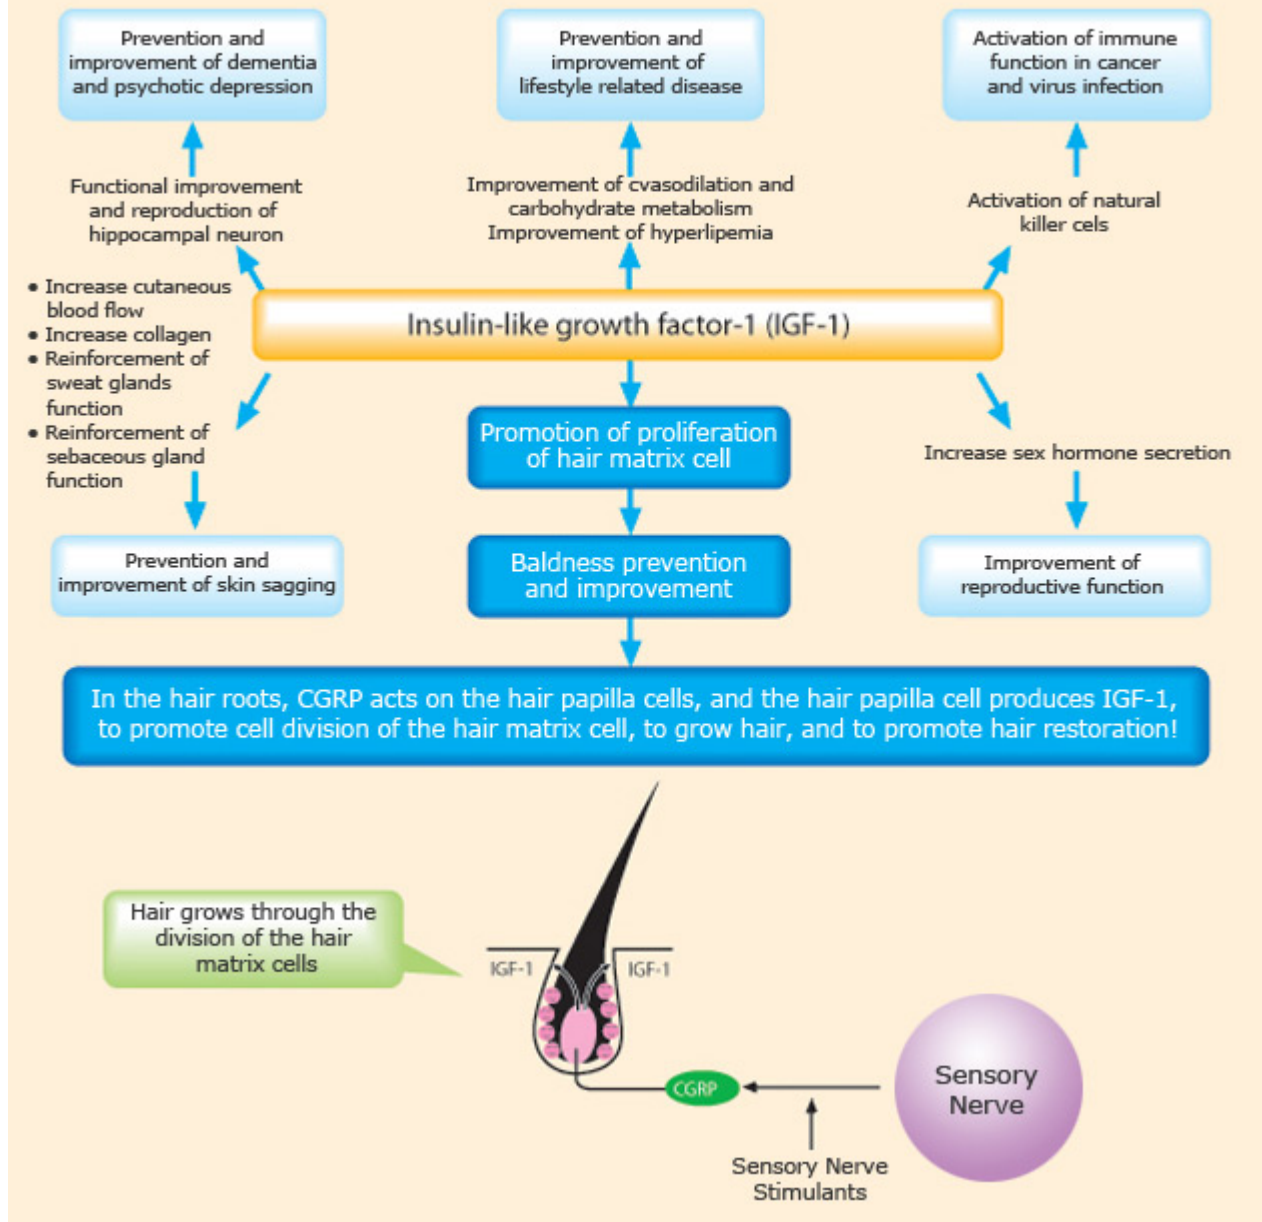 Prevention and
improvement of dementia
and psychotic depression
Prevention and
improvement of
lifestyle related disease
Activation of immune
function in cancer
and virus infection
Functional improvement
and reproduction of
hippocampal neuron
Improvement of cvasodilation and
carbohydrate metabolism
Improvement of hyperlipemia
Activation of natural
killer cels
• Increase cutaneous
blood flow
• Increase collagen
• Reinforcement of
sweat glands
function
• Reinforcement of
sebaceous gland
function
Insulin-like growth factor-1 (IGF-1)
Promotion of proliferation
of hair matrix cell
Increase sex hormone secretion
Prevention and
improvement of skin sagging
Baldness prevention
and improvement
Improvement of
reproductive function
In the hair roots, CGRP acts on the hair papilla cells, and the hair papilla cell produces IGF-1,
to promote cell division of the hair matrix cell, to grow hair, and to promote hair restoration!
Hair grows through the
division of the hair
matrix cells
IGF-1
IGF-1
CGRP
Sensory
Nerve
Sensory Nerve
Stimulants